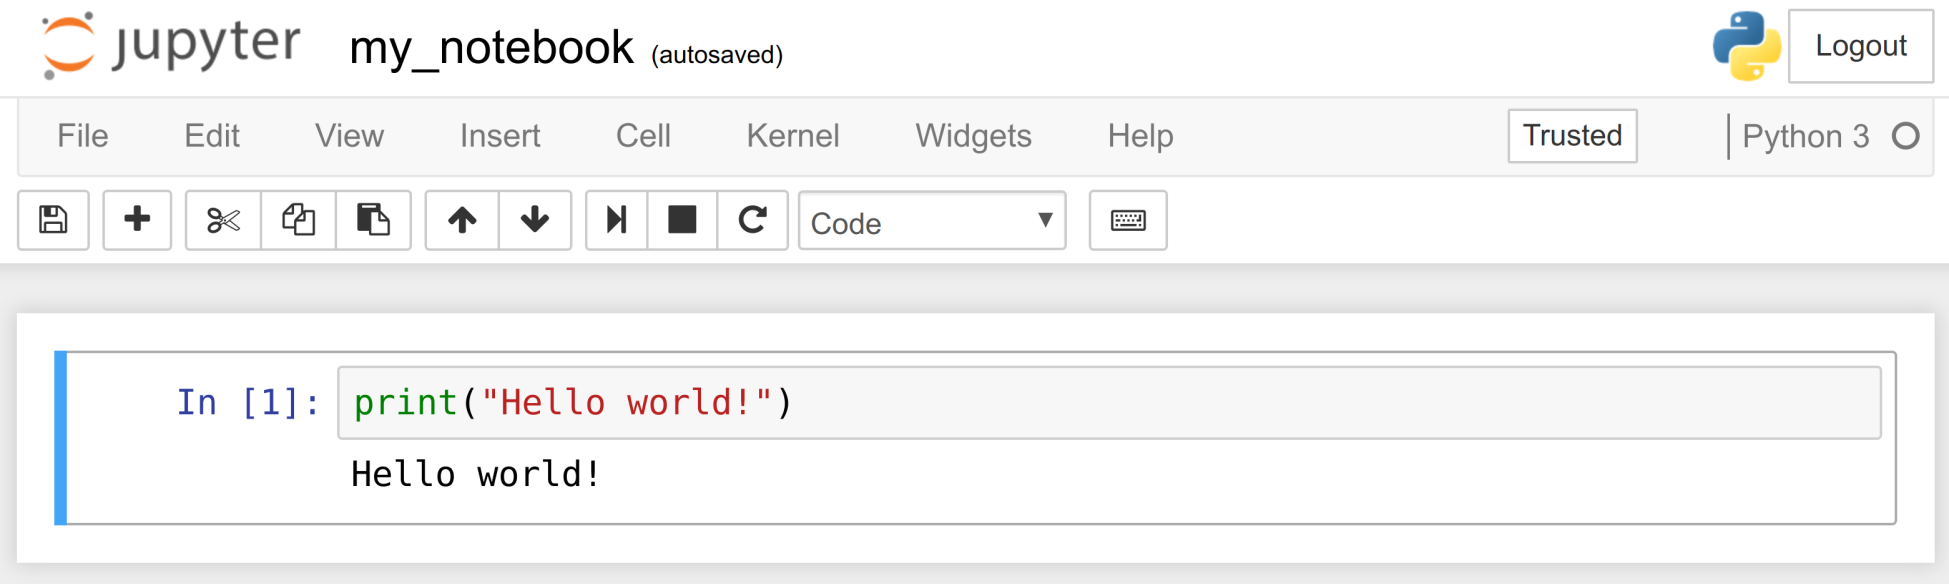 jupyter my_notebook (autosaved) Logout
File Edit View Insert Cell Kernel Widgets Help Trusted Python 3
Code
In [1]: print("Hello world!")
Hello world!